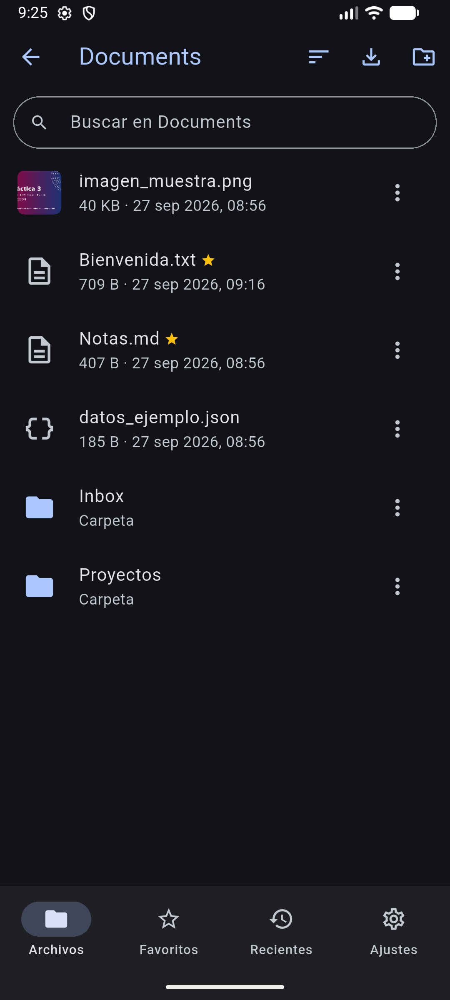 9:25
Documents
Buscar en Documents
áctica 3
imagen_muestra.png
40 KB · 27 sep 2026, 08:56
Bienvenida.txt
709 B · 27 sep 2026, 09:16
Notas.md
407 B · 27 sep 2026, 08:56
datos_ejemplo.json
185 B · 27 sep 2026, 08:56
Inbox
Carpeta
Proyectos
Carpeta
Archivos
Favoritos
Recientes
Ajustes